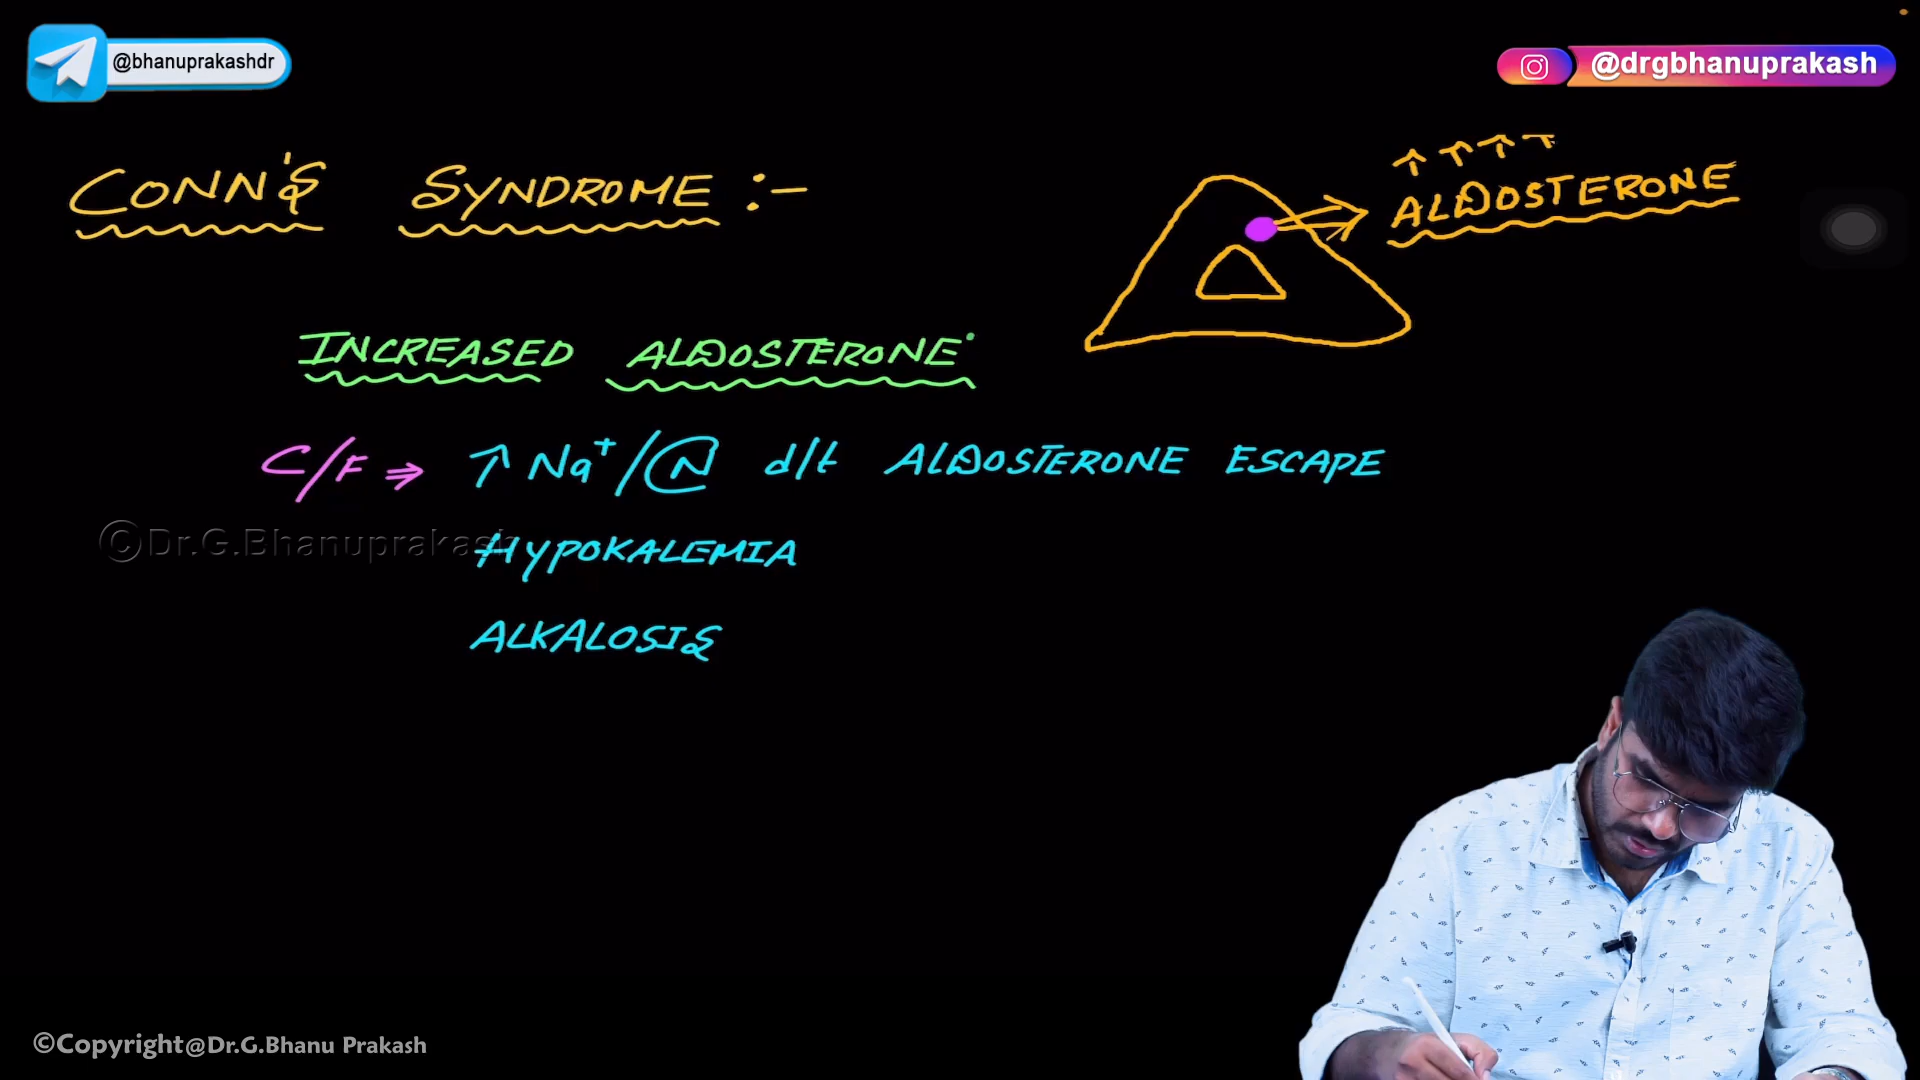 @bhanuprakashdr
@drgbhanuprakash
CONN'S SYNDROME :-
↑ ↑ ↑ ↑
ALDOSTERONE
INCREASED ALDOSTERONE
C/F ⇒ ↑ Na⁺/Ⓝ d/t ALDOSTERONE ESCAPE
©Dr.G.Bhanuprakash
HYPOKALEMIA
ALKALOSIS
©Copyright@Dr.G.Bhanu Prakash